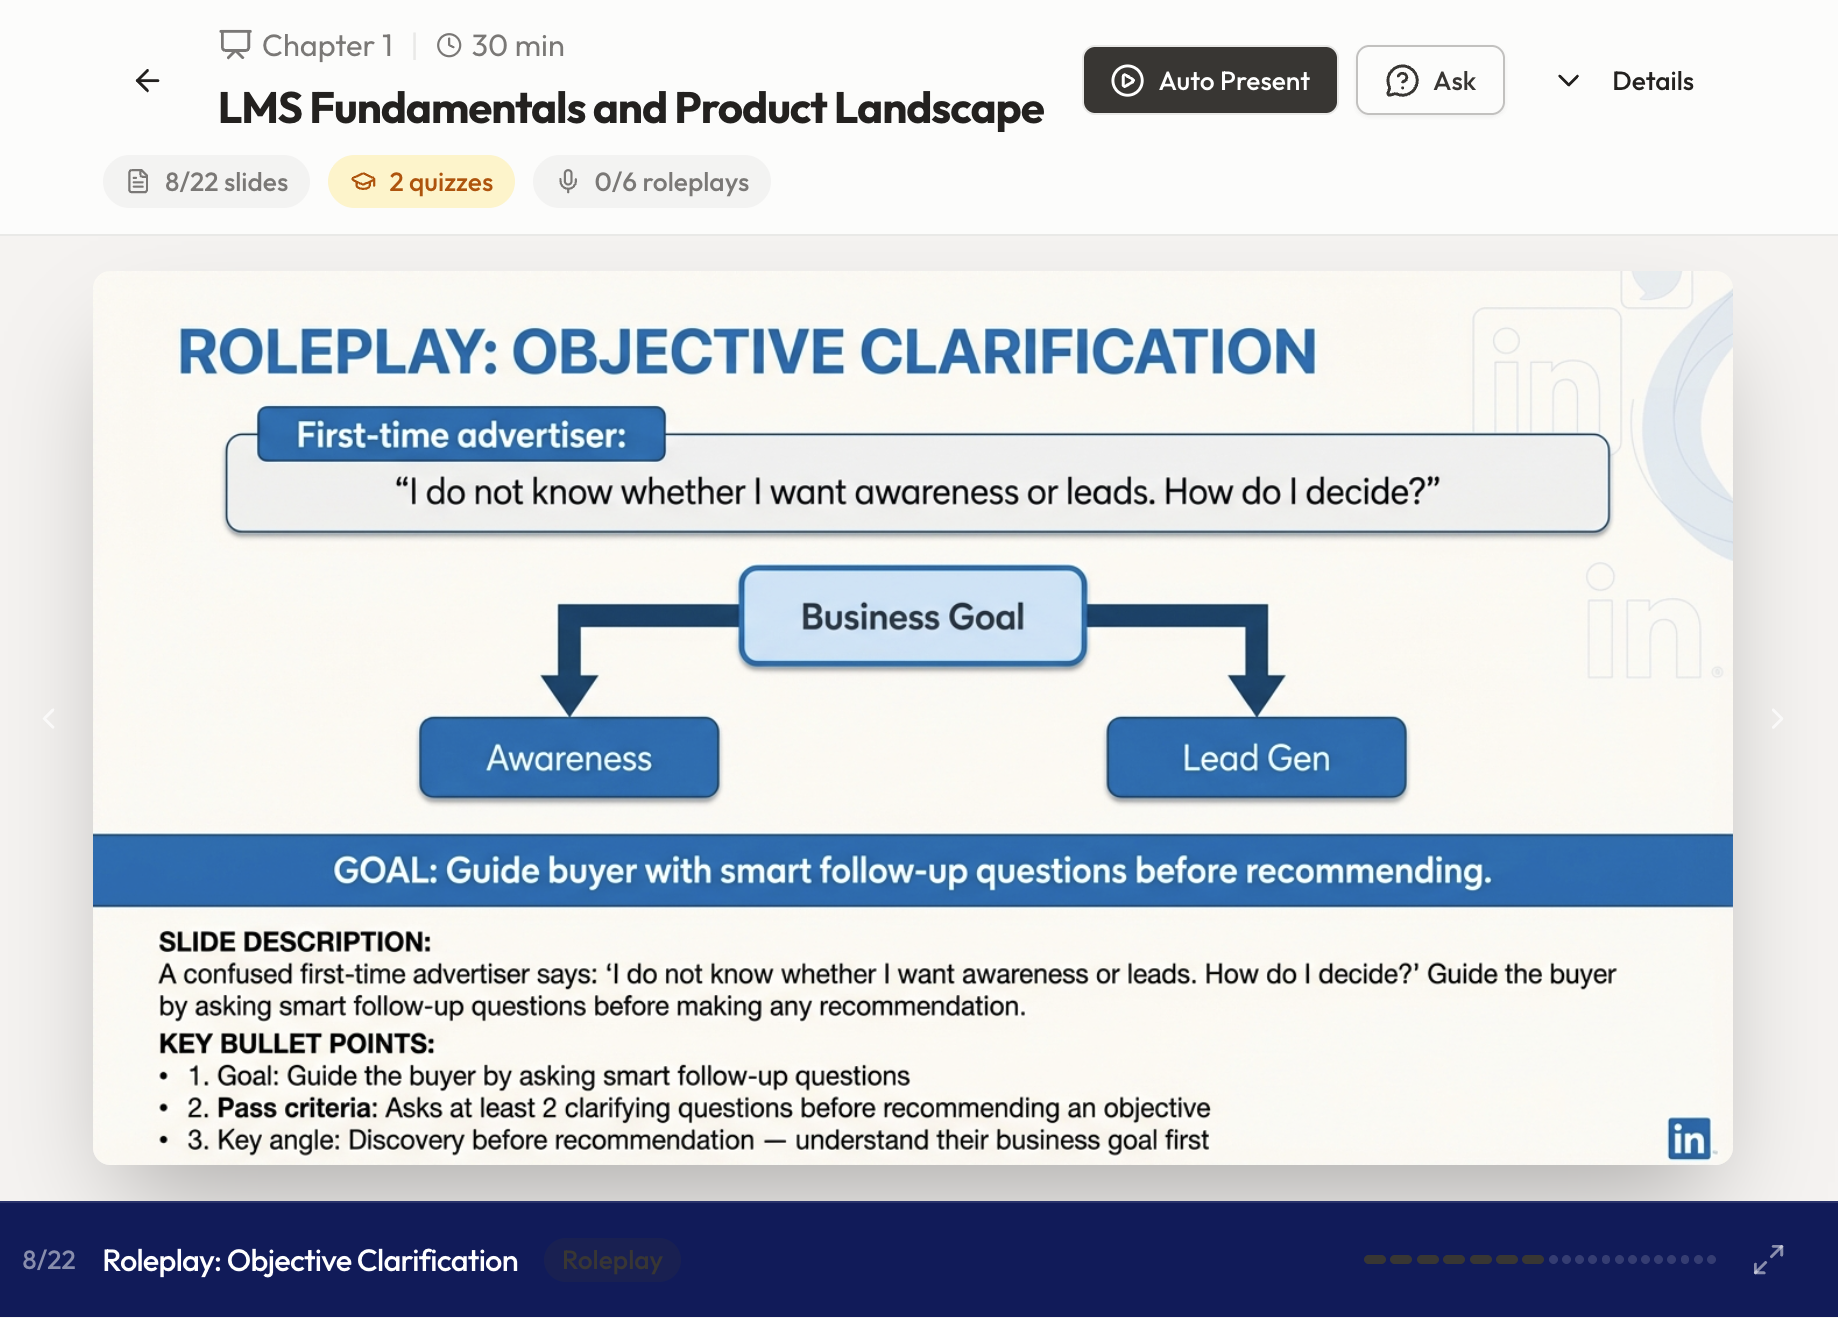 Chapter 1
30 min
LMS Fundamentals and Product Landscape
Auto Present
Ask
Details
8/22 slides
2 quizzes
0/6 roleplays
ROLEPLAY: OBJECTIVE CLARIFICATION
First-time advertiser:
“I do not know whether I want awareness or leads. How do I decide?”
Business Goal
Awareness
Lead Gen
GOAL: Guide buyer with smart follow-up questions before recommending.
SLIDE DESCRIPTION:
A confused first-time advertiser says: ‘I do not know whether I want awareness or leads. How do I decide?’ Guide the buyer
by asking smart follow-up questions before making any recommendation.
KEY BULLET POINTS:
• 1. Goal: Guide the buyer by asking smart follow-up questions
• 2. Pass criteria: Asks at least 2 clarifying questions before recommending an objective
• 3. Key angle: Discovery before recommendation — understand their business goal first
in
in
in
8/22
Roleplay: Objective Clarification
Roleplay